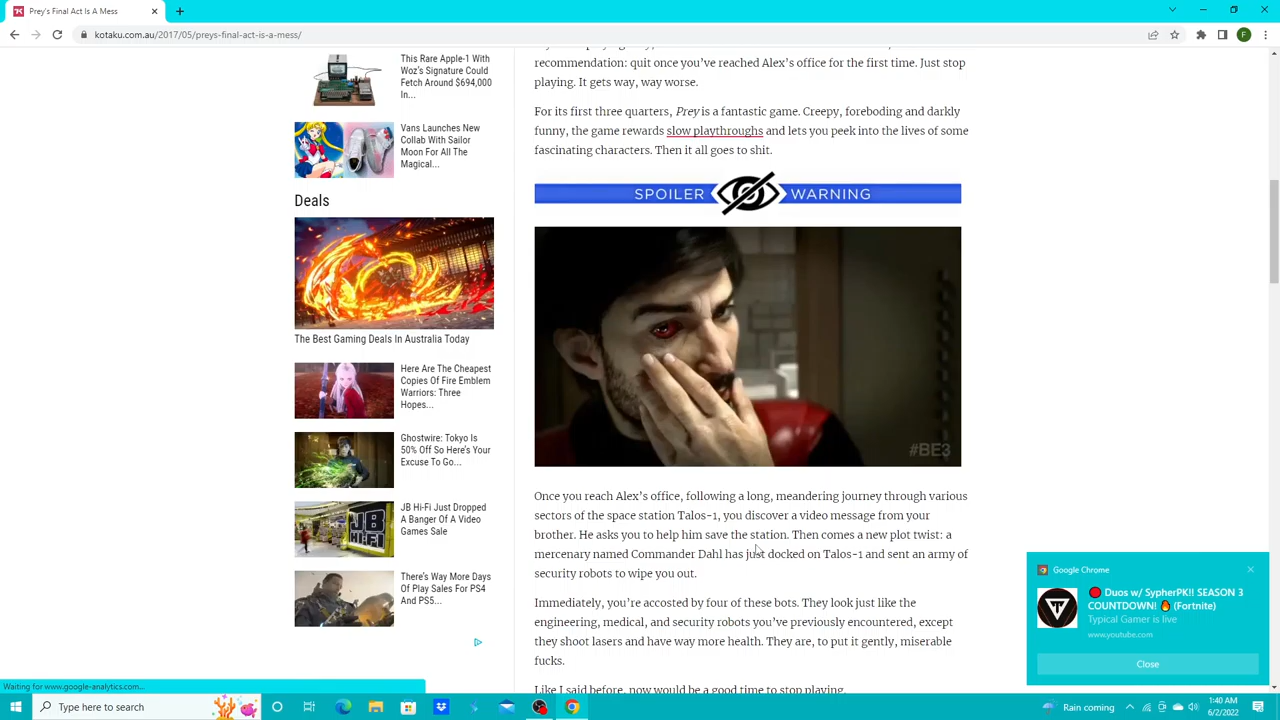 Prey's Final Act Is A Mess
kotaku.com.au/2017/05/preys-final-act-is-a-mess/
F
This Rare Apple-1 With
Woz's Signature Could
Fetch Around $694,000
In...
Vans Launches New
Collab With Sailor
Moon For All The
Magical...
Deals
The Best Gaming Deals In Australia Today
Here Are The Cheapest
Copies Of Fire Emblem
Warriors: Three
Hopes...
Ghostwire: Tokyo Is
50% Off So Here's Your
Excuse To Go...
JB Hi-Fi Just Dropped
A Banger Of A Video
Games Sale
JB
HI-FI
There's Way More Days
Of Play Sales For PS4
And PS5...
recommendation: quit once you've reached Alex's office for the first time. Just stop
playing. It gets way, way worse.
For its first three quarters, Prey is a fantastic game. Creepy, foreboding and darkly
funny, the game rewards slow playthroughs and lets you peek into the lives of some
fascinating characters. Then it all goes to shit.
SPOILER WARNING
#BE3
Once you reach Alex's office, following a long, meandering journey through various
sectors of the space station Talos-1, you discover a video message from your
brother. He asks you to help him save the station. Then comes a new plot twist: a
mercenary named Commander Dahl has just docked on Talos-1 and sent an army of
security robots to wipe you out.
Immediately, you're accosted by four of these bots. They look just like the
engineering, medical, and security robots you've previously encountered, except
they shoot lasers and have way more health. They are, to put it gently, miserable
fucks.
Like I said before, now would be a good time to stop playing.
Google Chrome
Duos w/ SypherPK!! SEASON 3
COUNTDOWN! (Fortnite)
Typical Gamer is live
www.youtube.com
Close
Waiting for www.google-analytics.com...
Type here to search
Rain coming
1:40 AM
6/2/2022